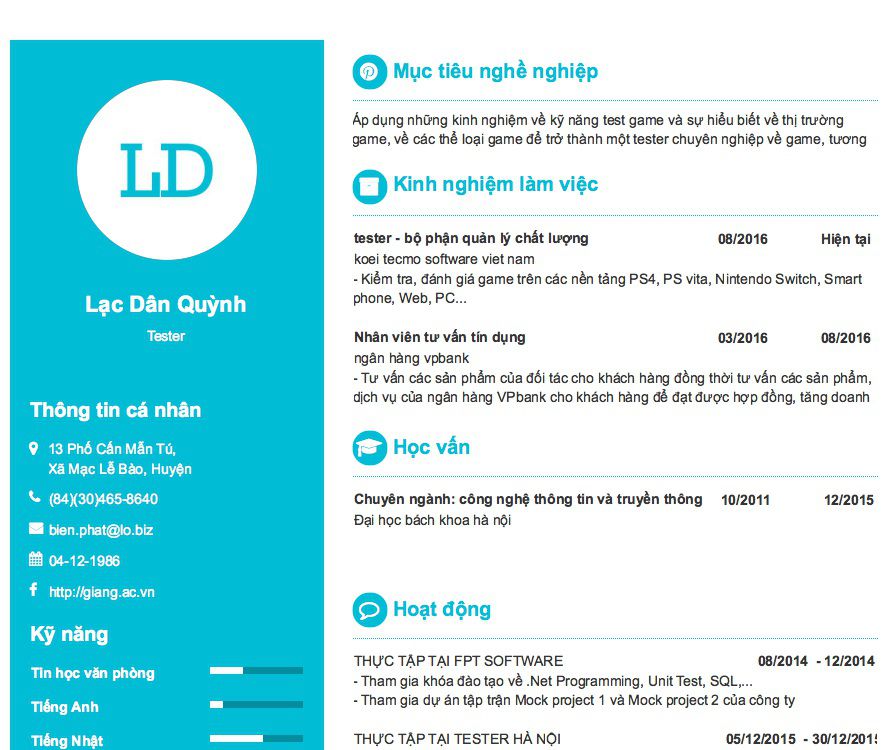 LD
Lạc Dân Quỳnh
Tester
Thông tin cá nhân
13 Phố Cấn Mẫn Tú,
Xã Mạc Lễ Bảo, Huyện
(84)(30)465-8640
bien.phat@lo.biz
04-12-1986
http://giang.ac.vn
Kỹ năng
Tin học văn phòng
Tiếng Anh
Tiếng Nhật
Mục tiêu nghề nghiệp
Áp dụng những kinh nghiệm về kỹ năng test game và sự hiểu biết về thị trường
game, về các thể loại game để trở thành một tester chuyên nghiệp về game, tương
Kinh nghiệm làm việc
tester - bộ phận quản lý chất lượng 08/2016 Hiện tại
koei tecmo software viet nam
- Kiểm tra, đánh giá game trên các nền tảng PS4, PS vita, Nintendo Switch, Smart
phone, Web, PC...
Nhân viên tư vấn tín dụng 03/2016 08/2016
ngân hàng vpbank
- Tư vấn các sản phẩm của đối tác cho khách hàng đồng thời tư vấn các sản phẩm,
dịch vụ của ngân hàng VPbank cho khách hàng để đạt được hợp đồng, tăng doanh
Học vấn
Chuyên ngành: công nghệ thông tin và truyền thông 10/2011 12/2015
Đại học bách khoa hà nội
Hoạt động
THỰC TẬP TẠI FPT SOFTWARE 08/2014 - 12/2014
- Tham gia khóa đào tạo về .Net Programming, Unit Test, SQL,...
- Tham gia dự án tập trận Mock project 1 và Mock project 2 của công ty
THỰC TẬP TẠI TESTER HÀ NỘI 05/12/2015 - 30/12/2015